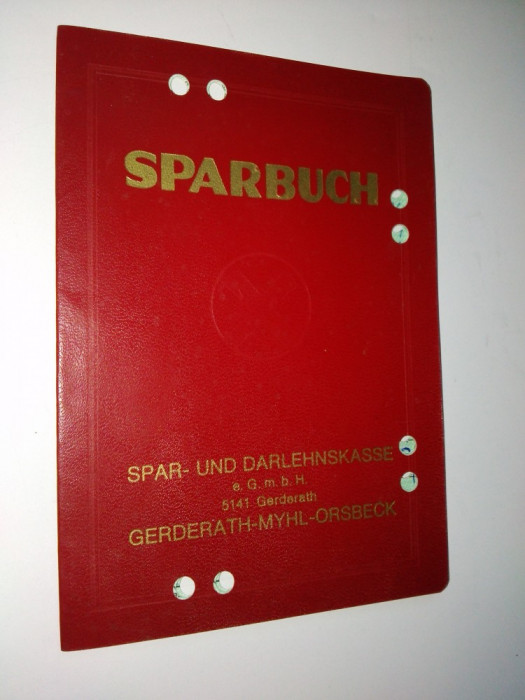 SPARBUCH
SPAR- UND DARLEHNSKASSE
e. G. m. b. H.
5141 Gerderath
GERDERATH-MYHL-ORSBECK